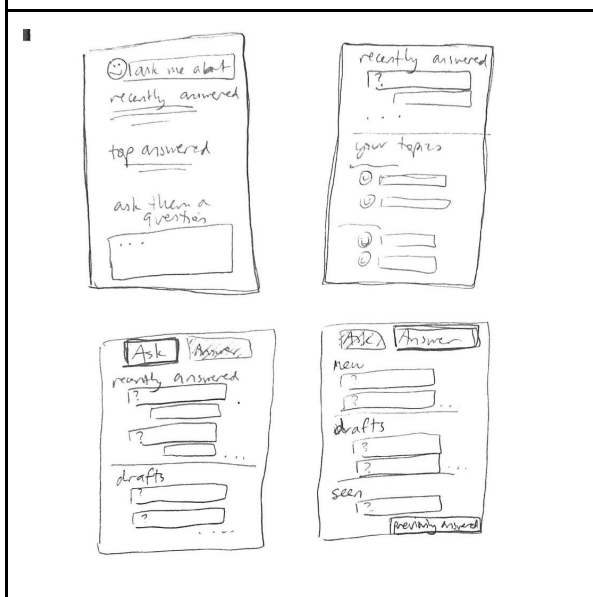 ask me about
recently answered
top answered
ask them a
question
...
recently answered
?
...
your topics
Ask Answer
recently answered
?
?
...
drafts
?
?
....
Ask Answer
new
?
?
...
drafts
?
?
...
seen
?
previously answered